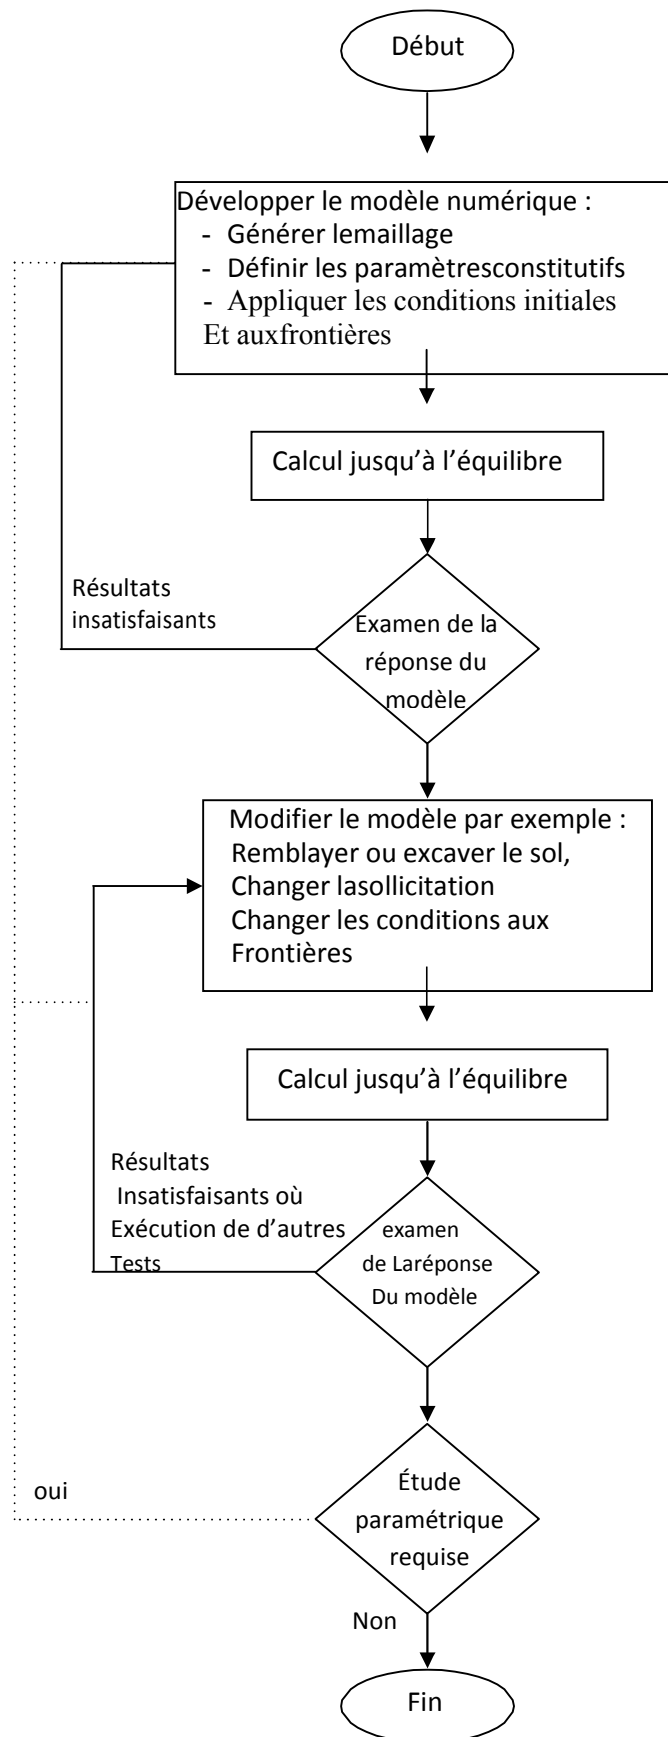 Début
Développer le modèle numérique :
- Générer lemaillage
- Définir les paramètresconstitutifs
- Appliquer les conditions initiales
Et auxfrontières
Calcul jusqu’à l’équilibre
Résultats
insatisfaisants
Examen de la
réponse du
modèle
Modifier le modèle par exemple :
Remblayer ou excaver le sol,
Changer lasollicitation
Changer les conditions aux
Frontières
Calcul jusqu’à l’équilibre
Résultats
Insatisfaisants où
Exécution de d’autres
Tests
examen
de Laréponse
Du modèle
oui
Étude
paramétrique
requise
Non
Fin